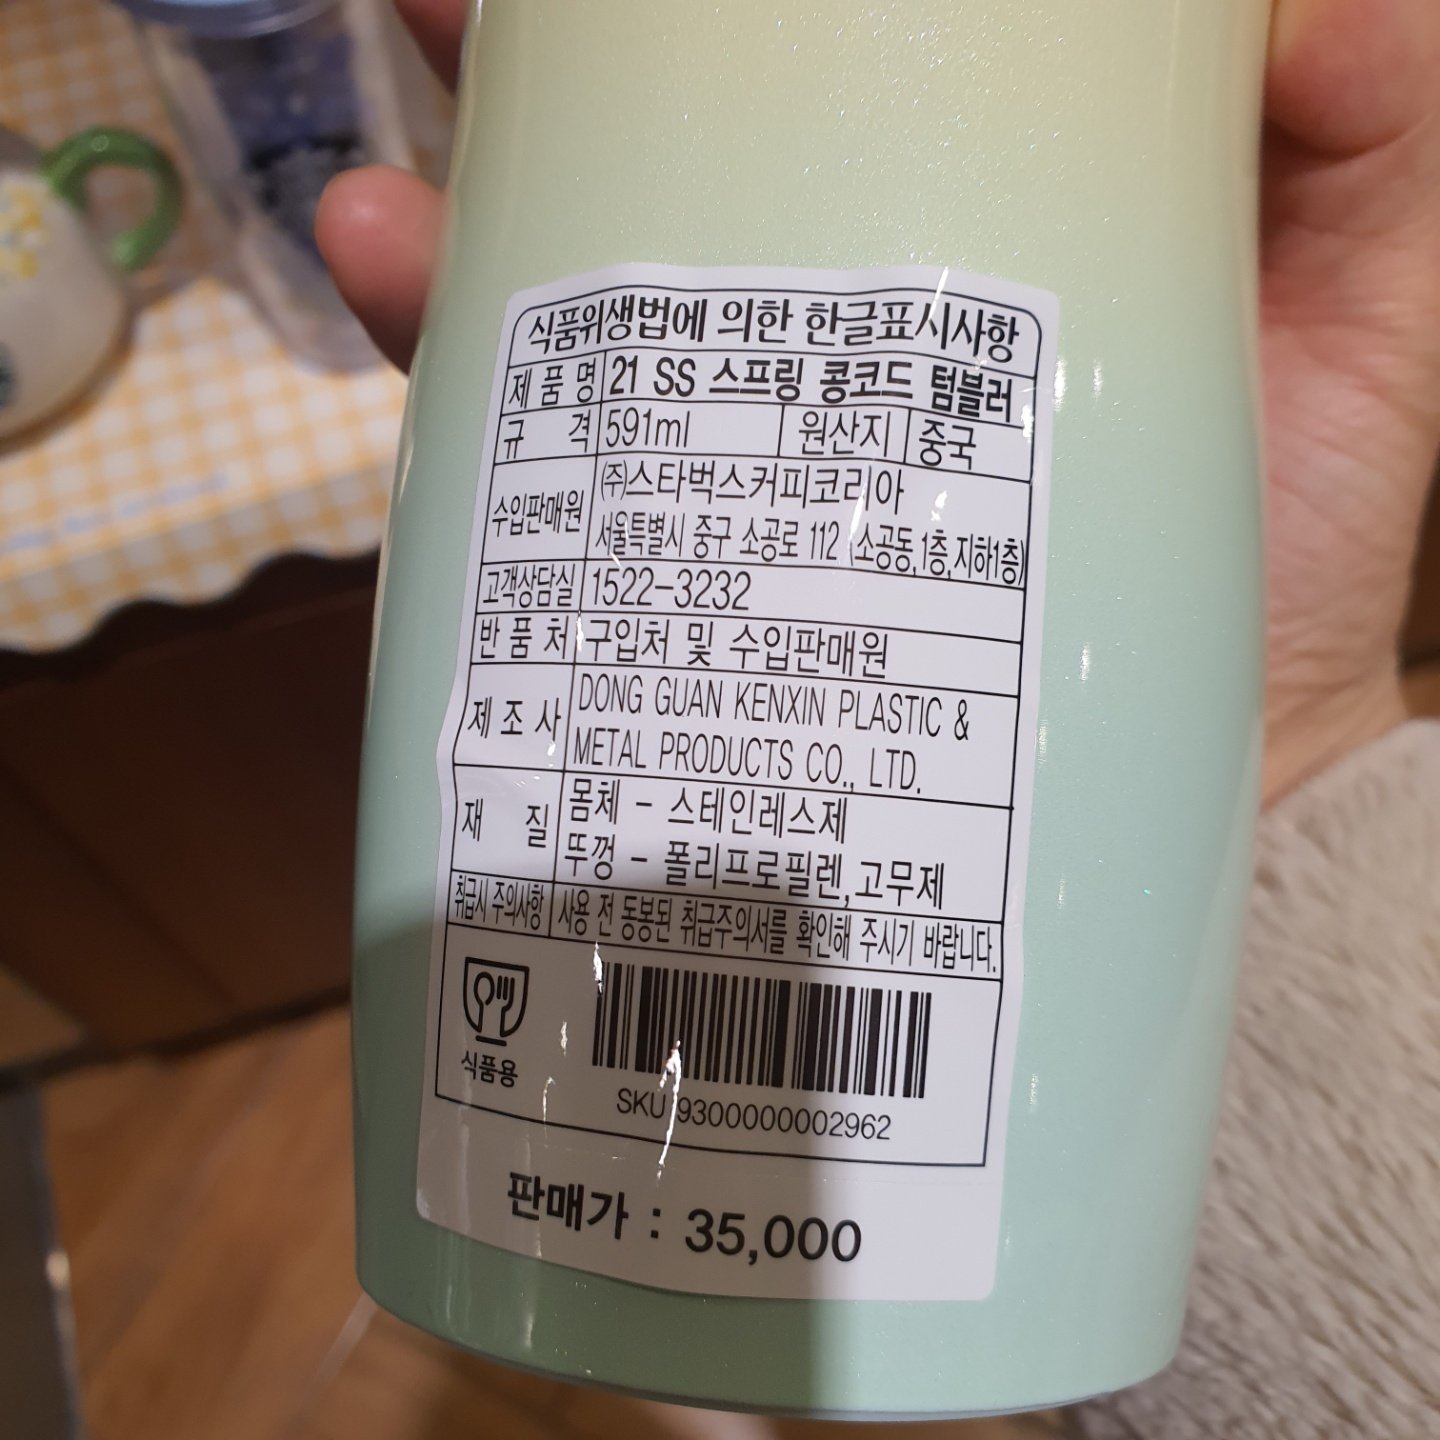 식품위생법에 의한 한글표시사항
제 품 명 21 SS 스프링 콩코드 텀블러
규 격 591ml 원산지 중국
수입판매원 (주)스타벅스커피코리아
서울특별시 중구 소공로 112 (소공동,1층,지하1층)
고객상담실 1522-3232
반 품 처 구입처 및 수입판매원
제 조 사 DONG GUAN KENXIN PLASTIC &
METAL PRODUCTS CO., LTD.
재 질 몸체 - 스테인레스제
뚜껑 - 폴리프로필렌,고무제
취급시 주의사항 사용 전 동봉된 취급주의서를 확인해 주시기 바랍니다.
식품용
SKU 9300000002962
판매가 : 35,000